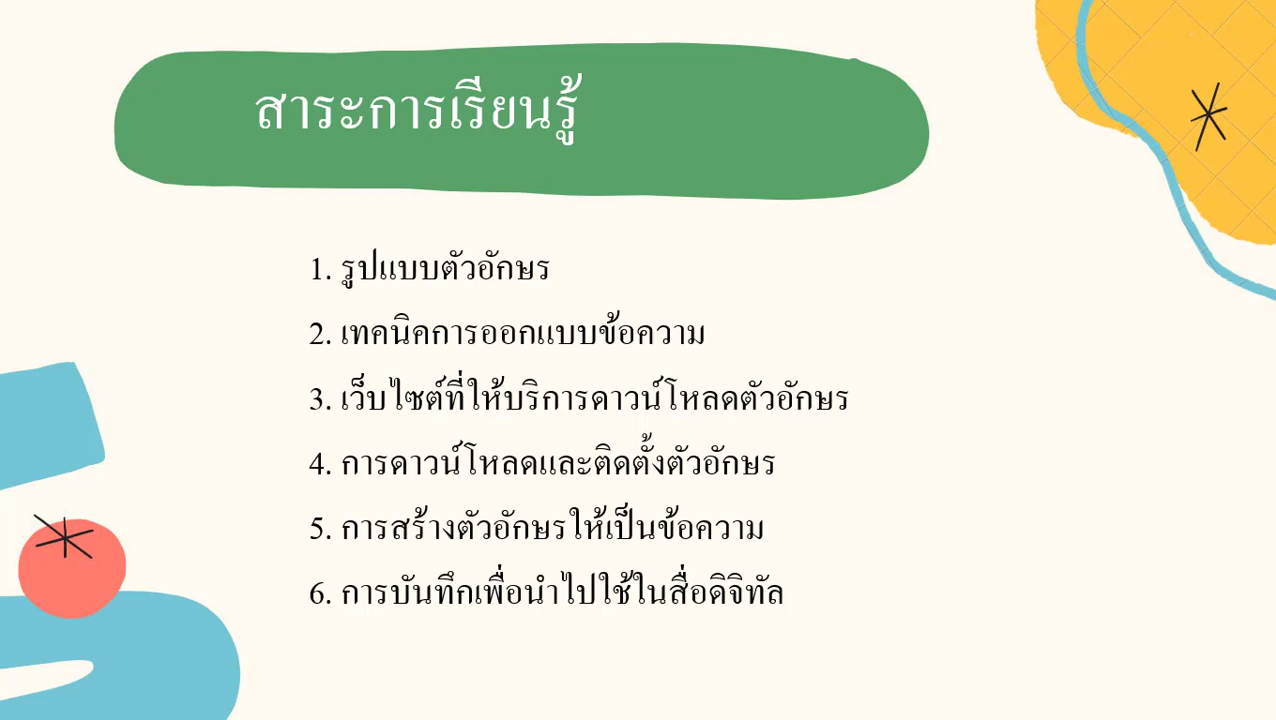 สาระการเรียนรู้
1. รูปแบบตัวอักษร
2. เทคนิคการออกแบบข้อความ
3. เว็บไซต์ที่ให้บริการดาวน์โหลดตัวอักษร
4. การดาวน์โหลดและติดตั้งตัวอักษร
5. การสร้างตัวอักษรให้เป็นข้อความ
6. การบันทึกเพื่อนำไปใช้ในสื่อดิจิทัล